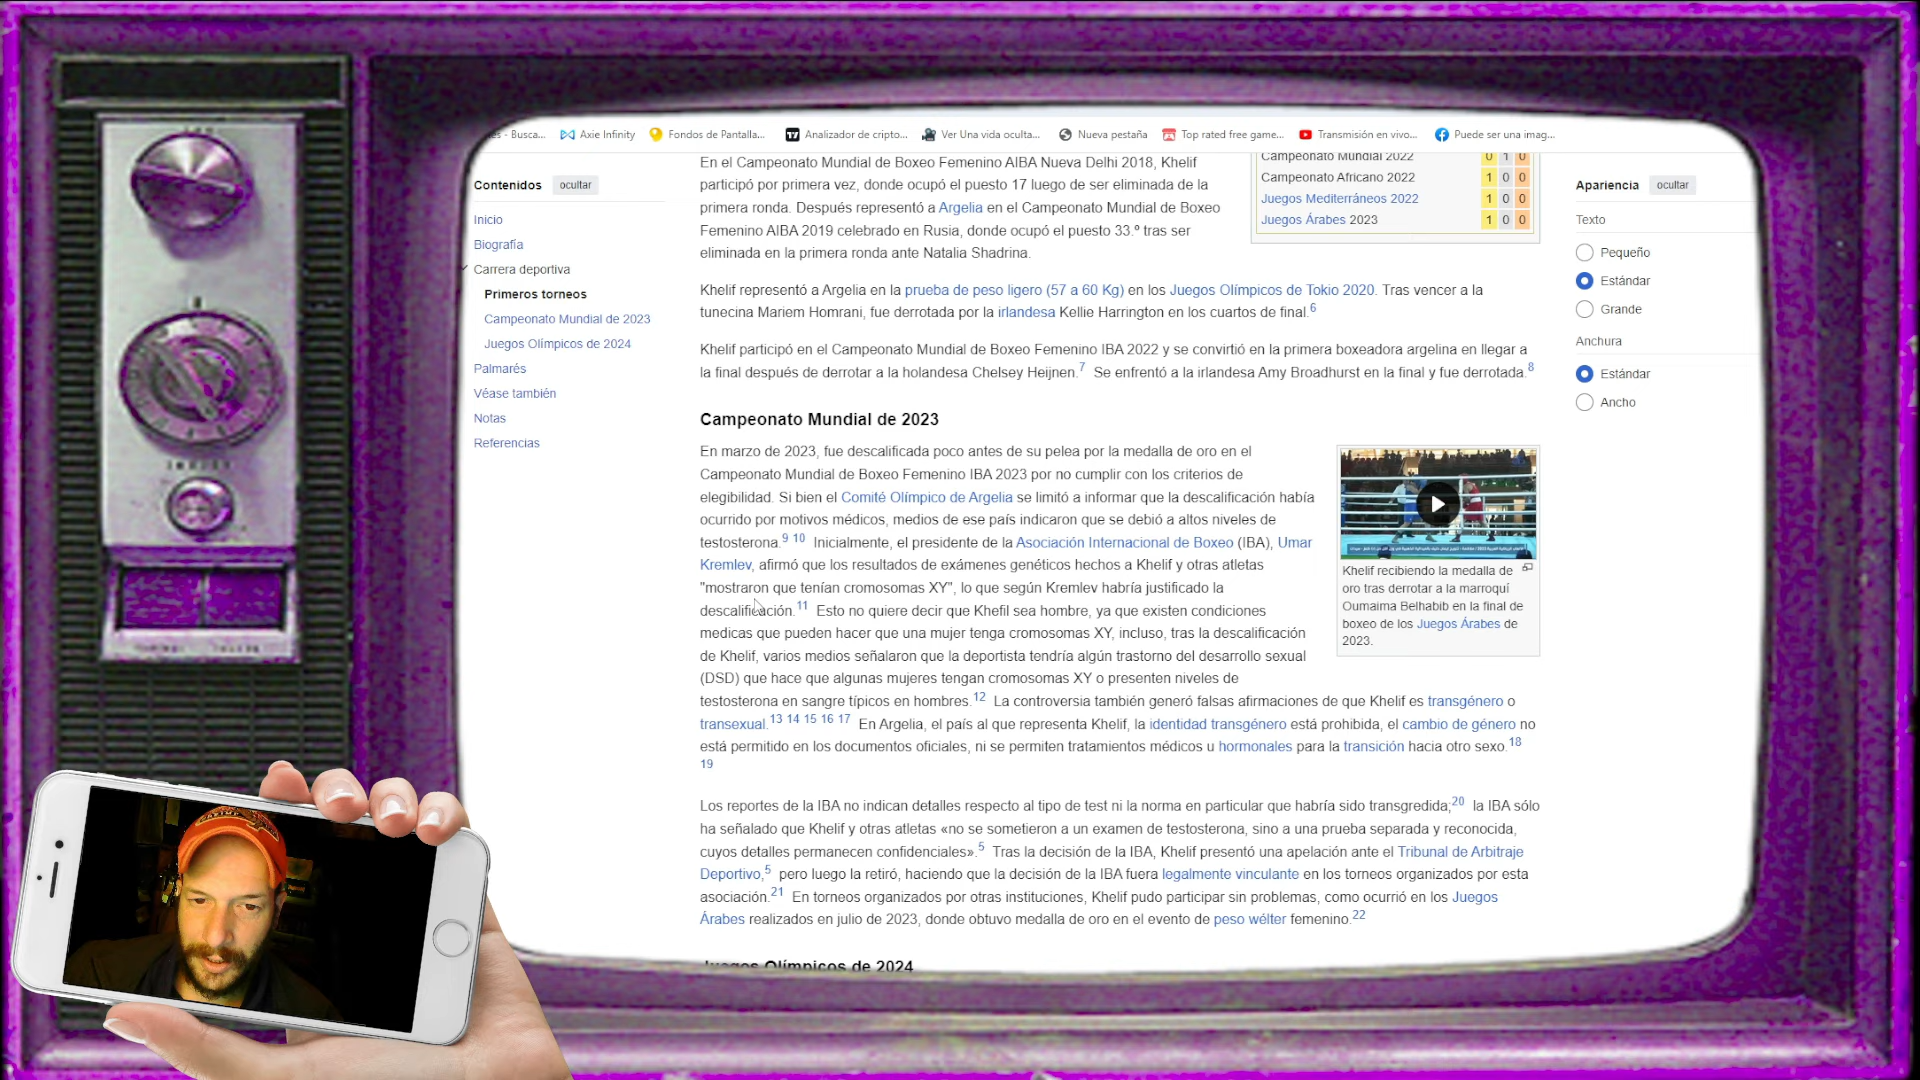 es - Busca...
Axie Infinity
Fondos de Pantalla...
Analizador de cripto...
Ver Una vida oculta...
Nueva pestaña
Top rated free game...
Transmisión en vivo...
Puede ser una imag...
Contenidos
ocultar
Inicio
Biografía
Carrera deportiva
Primeros torneos
Campeonato Mundial de 2023
Juegos Olímpicos de 2024
Palmarés
Véase también
Notas
Referencias
En el Campeonato Mundial de Boxeo Femenino AIBA Nueva Delhi 2018, Khelif
participó por primera vez, donde ocupó el puesto 17 luego de ser eliminada de la
primera ronda. Después representó a Argelia en el Campeonato Mundial de Boxeo
Femenino AIBA 2019 celebrado en Rusia, donde ocupó el puesto 33.º tras ser
eliminada en la primera ronda ante Natalia Shadrina.
Campeonato Mundial 2022 0 1 0
Campeonato Africano 2022 1 0 0
Juegos Mediterráneos 2022 1 0 0
Juegos Árabes 2023 1 0 0
Khelif representó a Argelia en la prueba de peso ligero (57 a 60 Kg) en los Juegos Olímpicos de Tokio 2020. Tras vencer a la
tunecina Mariem Homrani, fue derrotada por la irlandesa Kellie Harrington en los cuartos de final.6
Khelif participó en el Campeonato Mundial de Boxeo Femenino IBA 2022 y se convirtió en la primera boxeadora argelina en llegar a
la final después de derrotar a la holandesa Chelsey Heijnen.7 Se enfrentó a la irlandesa Amy Broadhurst en la final y fue derrotada.8
Campeonato Mundial de 2023
En marzo de 2023, fue descalificada poco antes de su pelea por la medalla de oro en el
Campeonato Mundial de Boxeo Femenino IBA 2023 por no cumplir con los criterios de
elegibilidad. Si bien el Comité Olímpico de Argelia se limitó a informar que la descalificación había
ocurrido por motivos médicos, medios de ese país indicaron que se debió a altos niveles de
testosterona.9 10 Inicialmente, el presidente de la Asociación Internacional de Boxeo (IBA), Umar
Kremlev, afirmó que los resultados de exámenes genéticos hechos a Khelif y otras atletas
"mostraron que tenían cromosomas XY", lo que según Kremlev habría justificado la
descalificación.11 Esto no quiere decir que Khefil sea hombre, ya que existen condiciones
medicas que pueden hacer que una mujer tenga cromosomas XY, incluso, tras la descalificación
de Khelif, varios medios señalaron que la deportista tendría algún trastorno del desarrollo sexual
(DSD) que hace que algunas mujeres tengan cromosomas XY o presenten niveles de
testosterona en sangre típicos en hombres.12 La controversia también generó falsas afirmaciones de que Khelif es transgénero o
transexual.13 14 15 16 17 En Argelia, el país al que representa Khelif, la identidad transgénero está prohibida, el cambio de género no
está permitido en los documentos oficiales, ni se permiten tratamientos médicos u hormonales para la transición hacia otro sexo.18
19
Khelif recibiendo la medalla de
oro tras derrotar a la marroquí
Oumaima Belhabib en la final de
boxeo de los Juegos Árabes de
2023.
Los reportes de la IBA no indican detalles respecto al tipo de test ni la norma en particular que habría sido transgredida;20 la IBA sólo
ha señalado que Khelif y otras atletas «no se sometieron a un examen de testosterona, sino a una prueba separada y reconocida,
cuyos detalles permanecen confidenciales».5 Tras la decisión de la IBA, Khelif presentó una apelación ante el Tribunal de Arbitraje
Deportivo,5 pero luego la retiró, haciendo que la decisión de la IBA fuera legalmente vinculante en los torneos organizados por esta
asociación.21 En torneos organizados por otras instituciones, Khelif pudo participar sin problemas, como ocurrió en los Juegos
Árabes realizados en julio de 2023, donde obtuvo medalla de oro en el evento de peso wélter femenino.22
Juegos Olímpicos de 2024
Apariencia
ocultar
Texto
Pequeño
Estándar
Grande
Anchura
Estándar
Ancho